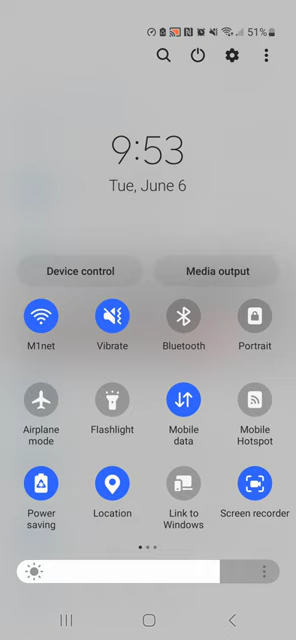 51%
9:53
Tue, June 6
Device control
Media output
M1net
Vibrate
Bluetooth
Portrait
Airplane
mode
Flashlight
Mobile
data
Mobile
Hotspot
Power
saving
Location
Link to
Windows
Screen recorder